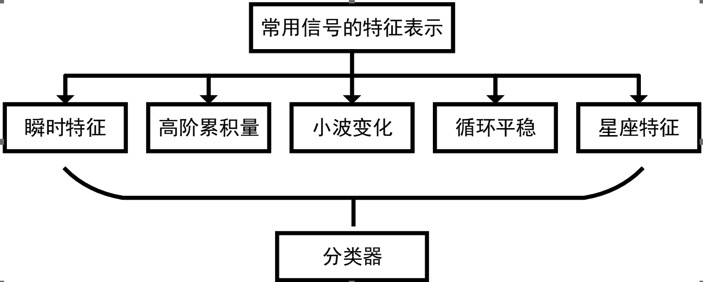 常用信号的特征表示
瞬时特征
高阶累积量
小波变化
循环平稳
星座特征
分类器